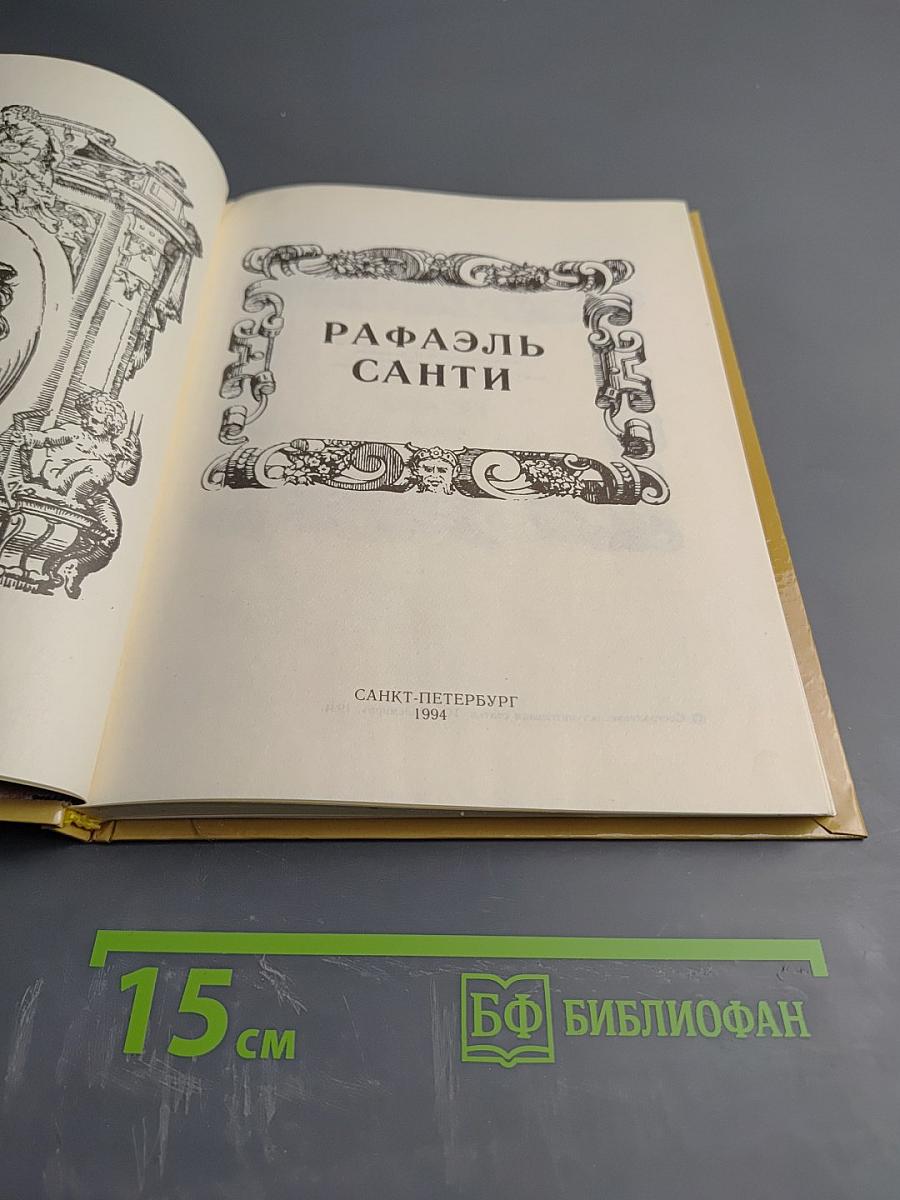 РАФАЭЛЬ
САНТИ
САНКТ-ПЕТЕРБУРГ
1994
15 см
БФ БИБЛИОФАН